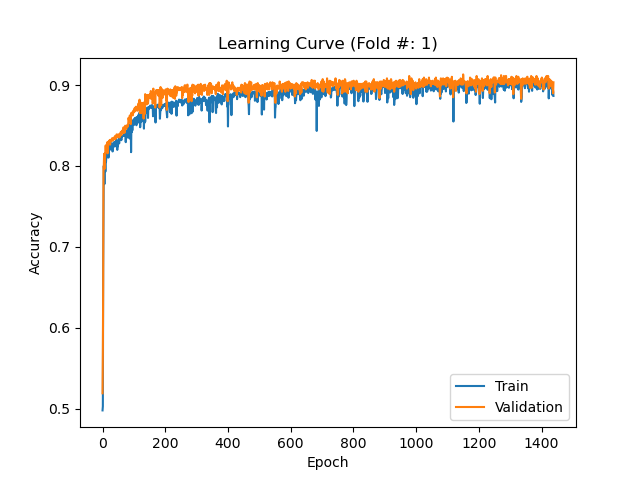 Learning Curve (Fold #: 1)
Accuracy
0.9
0.8
0.7
0.6
0.5
0 200 400 600 800 1000 1200 1400
Epoch
Train
Validation